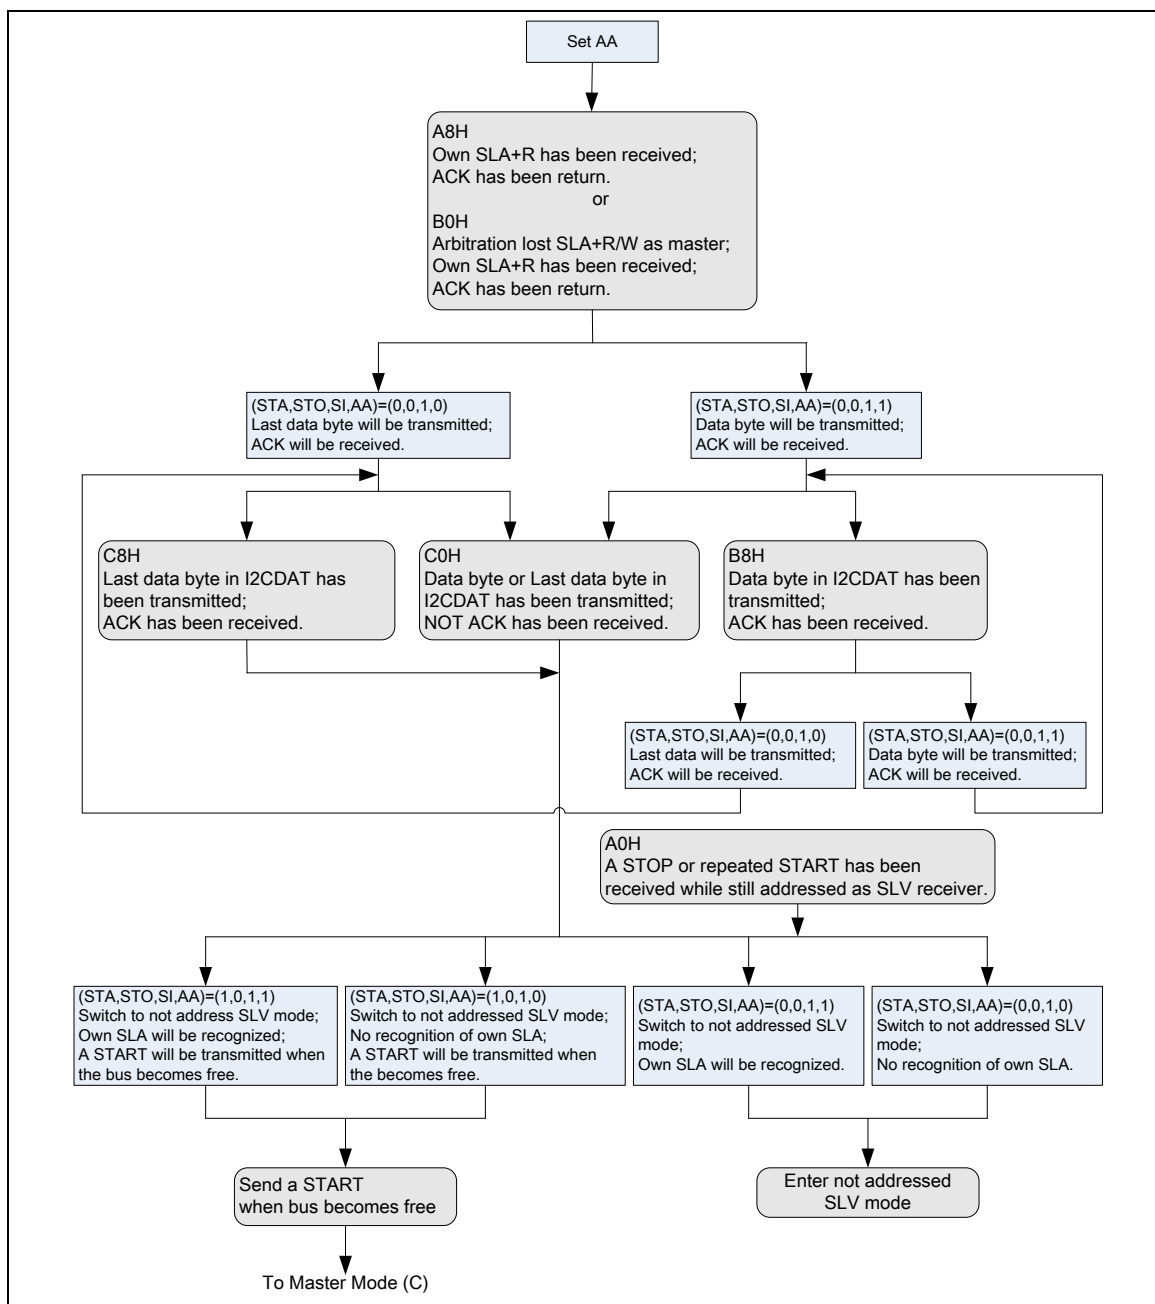 Set AA
A8H
Own SLA+R has been received;
ACK has been return.
or
B0H
Arbitration lost SLA+R/W as master;
Own SLA+R has been received;
ACK has been return.
(STA,STO,SI,AA)=(0,0,1,0)
Last data byte will be transmitted;
ACK will be received.
(STA,STO,SI,AA)=(0,0,1,1)
Data byte will be transmitted;
ACK will be received.
C8H
Last data byte in I2CDAT has
been transmitted;
ACK has been received.
C0H
Data byte or Last data byte in
I2CDAT has been transmitted;
NOT ACK has been received.
B8H
Data byte in I2CDAT has been
transmitted;
ACK has been received.
(STA,STO,SI,AA)=(0,0,1,0)
Last data will be transmitted;
ACK will be received.
(STA,STO,SI,AA)=(0,0,1,1)
Data byte will be transmitted;
ACK will be received.
A0H
A STOP or repeated START has been
received while still addressed as SLV receiver.
(STA,STO,SI,AA)=(1,0,1,1)
Switch to not address SLV mode;
Own SLA will be recognized;
A START will be transmitted when
the bus becomes free.
(STA,STO,SI,AA)=(1,0,1,0)
Switch to not addressed SLV mode;
No recognition of own SLA;
A START will be transmitted when
the becomes free.
(STA,STO,SI,AA)=(0,0,1,1)
Switch to not addressed SLV
mode;
Own SLA will be recognized.
(STA,STO,SI,AA)=(0,0,1,0)
Switch to not addressed SLV
mode;
No recognition of own SLA.
Send a START
when bus becomes free
Enter not addressed
SLV mode
To Master Mode (C)